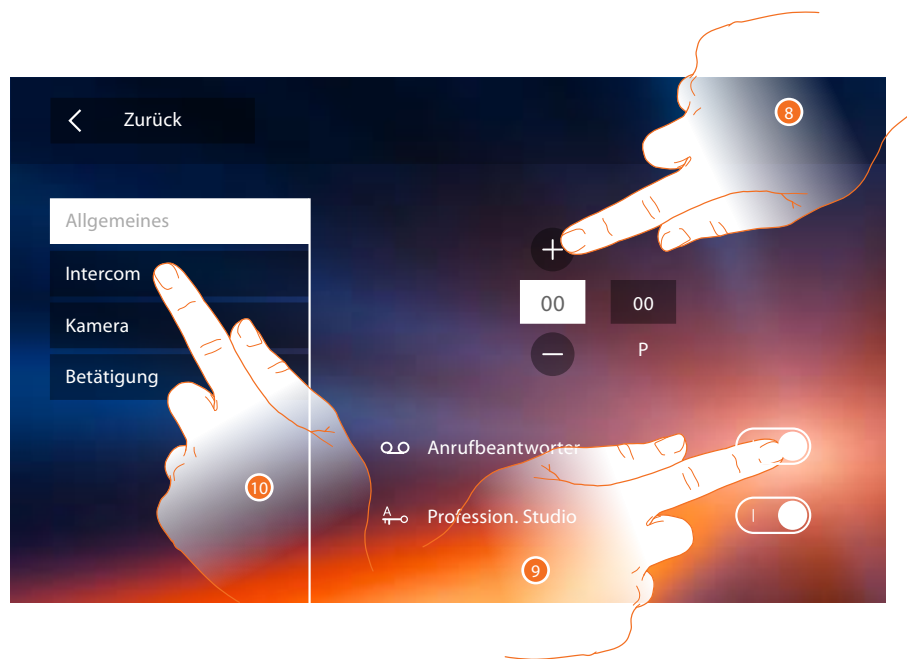 Zurück
8
Allgemeines
Intercom
Kamera
Betätigung
00 00
P
Anrufbeantworter
A
Profession. Studio
10
9